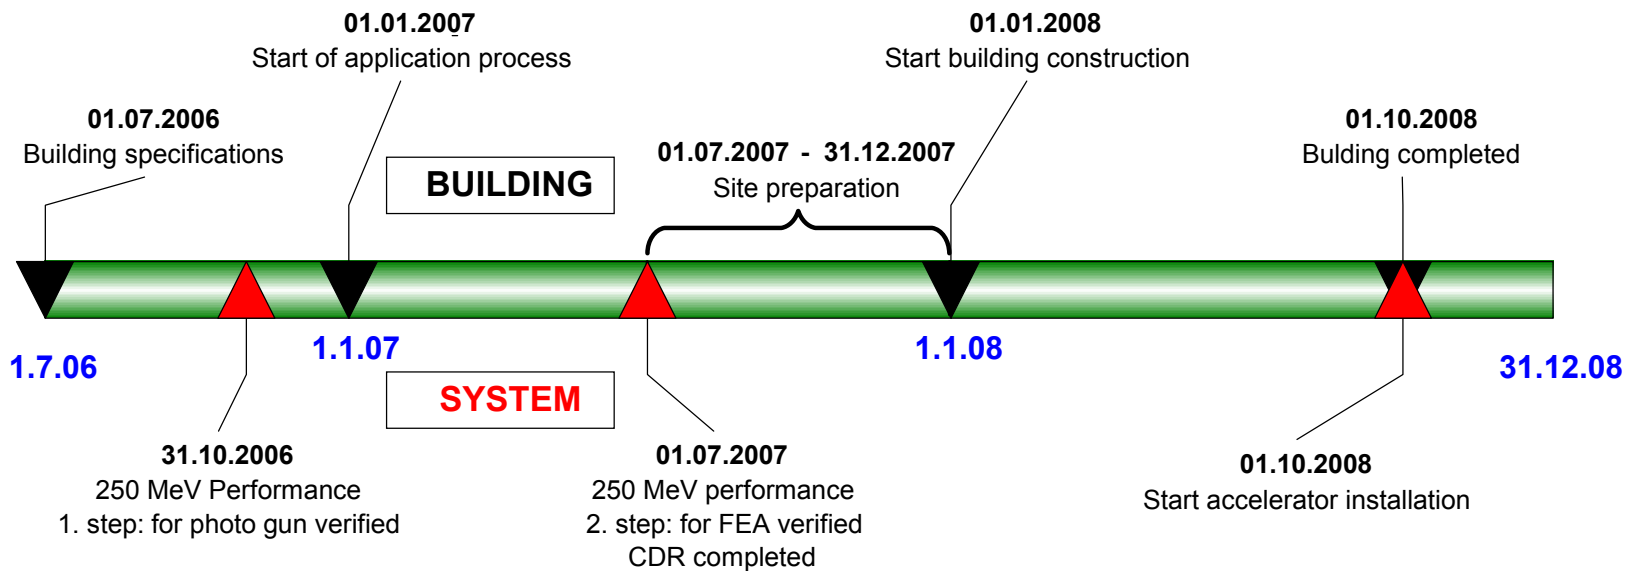 01.01.2007
Start of application process
01.01.2008
Start building construction
01.07.2006
Building specifications
01.10.2008
Bulding completed
01.07.2007 - 31.12.2007
Site preparation
BUILDING
1.7.06
1.1.07
1.1.08
31.12.08
SYSTEM
31.10.2006
250 MeV Performance
1. step: for photo gun verified
01.07.2007
250 MeV performance
2. step: for FEA verified
CDR completed
01.10.2008
Start accelerator installation